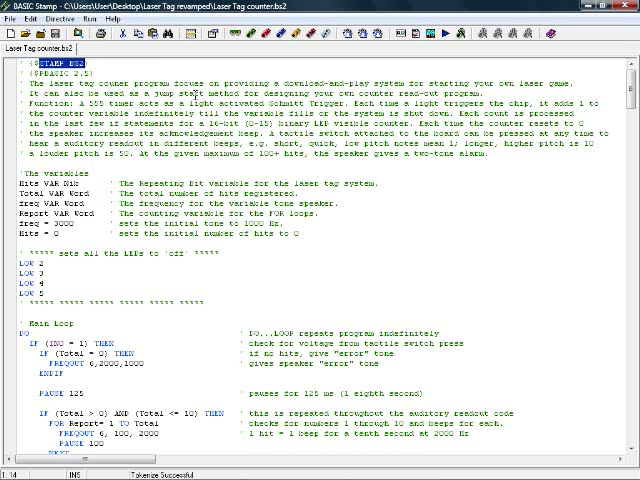 BASIC Stamp - C:\Users\User\Desktop\Laser Tag revamped\Laser Tag counter.bs2
File Edit Directive Run Help
Laser Tag counter.bs2
' {$STAMP BS2}
' {$PBASIC 2.5}
' The laser tag couner program focues on providing a download-and-play system for starting your own laser game.
' It can also be used as a jump start method for designing your own counter read-out program.
' Function: A 555 timer acts as a light activated Schmitt Trigger. Each time a light triggers the chip, it adds 1 to
' the counter variable indefinitely till the variable fills or the system is shut down. Each count is processed
' in the last few if statements for a 16-bit (0-15) binary LED visible counter. Each time the counter resets to 0
' the speaker increases its acknowledgement beep. A tactile switch attached to the board can be pressed at any time to
' hear a auditory readout in different beeps, e.g. short, quick, low pitch notes mean 1; longer, higher pitch is 10
' a louder pitch is 50. At the given maximum of 100+ hits, the speaker gives a two-tone alarm.
'The variables
Hits VAR Nib ' The Repeating Bit variable for the laser tag system.
Total VAR Word ' The total number of hits registered.
freq VAR Word ' The frequency for the variable tone speaker.
Report VAR Word ' The counting variable for the FOR loops.
freq = 3000 ' sets the initial tone to 1000 Hz.
Hits = 0 ' sets the initial number of hits to 0
' ***** sets all the LEDs to 'off' *****
LOW 2
LOW 3
LOW 4
LOW 5
' ***** ***** ***** ***** ***** *****
' Main Loop
DO ' DO...LOOP repeats program indefinitely
IF (IN0 = 1) THEN ' check for voltage from tactile switch press
IF (Total = 0) THEN ' if no hits, give "error" tone
FREQOUT 6,2000,1000 ' gives speaker "error" tone
ENDIF
PAUSE 125 ' pauses for 125 ms (1 eighth second)
IF (Total > 0) AND (Total <= 10) THEN ' this is repeated throughout the auditory readout code
FOR Report= 1 TO Total ' checks for numbers 1 through 10 and beeps for each.
FREQOUT 6, 100, 2000 ' 1 hit = 1 beep for a tenth second at 2000 Hz
PAUSE 100
NEXT
1: 14 INS Tokenize Successful